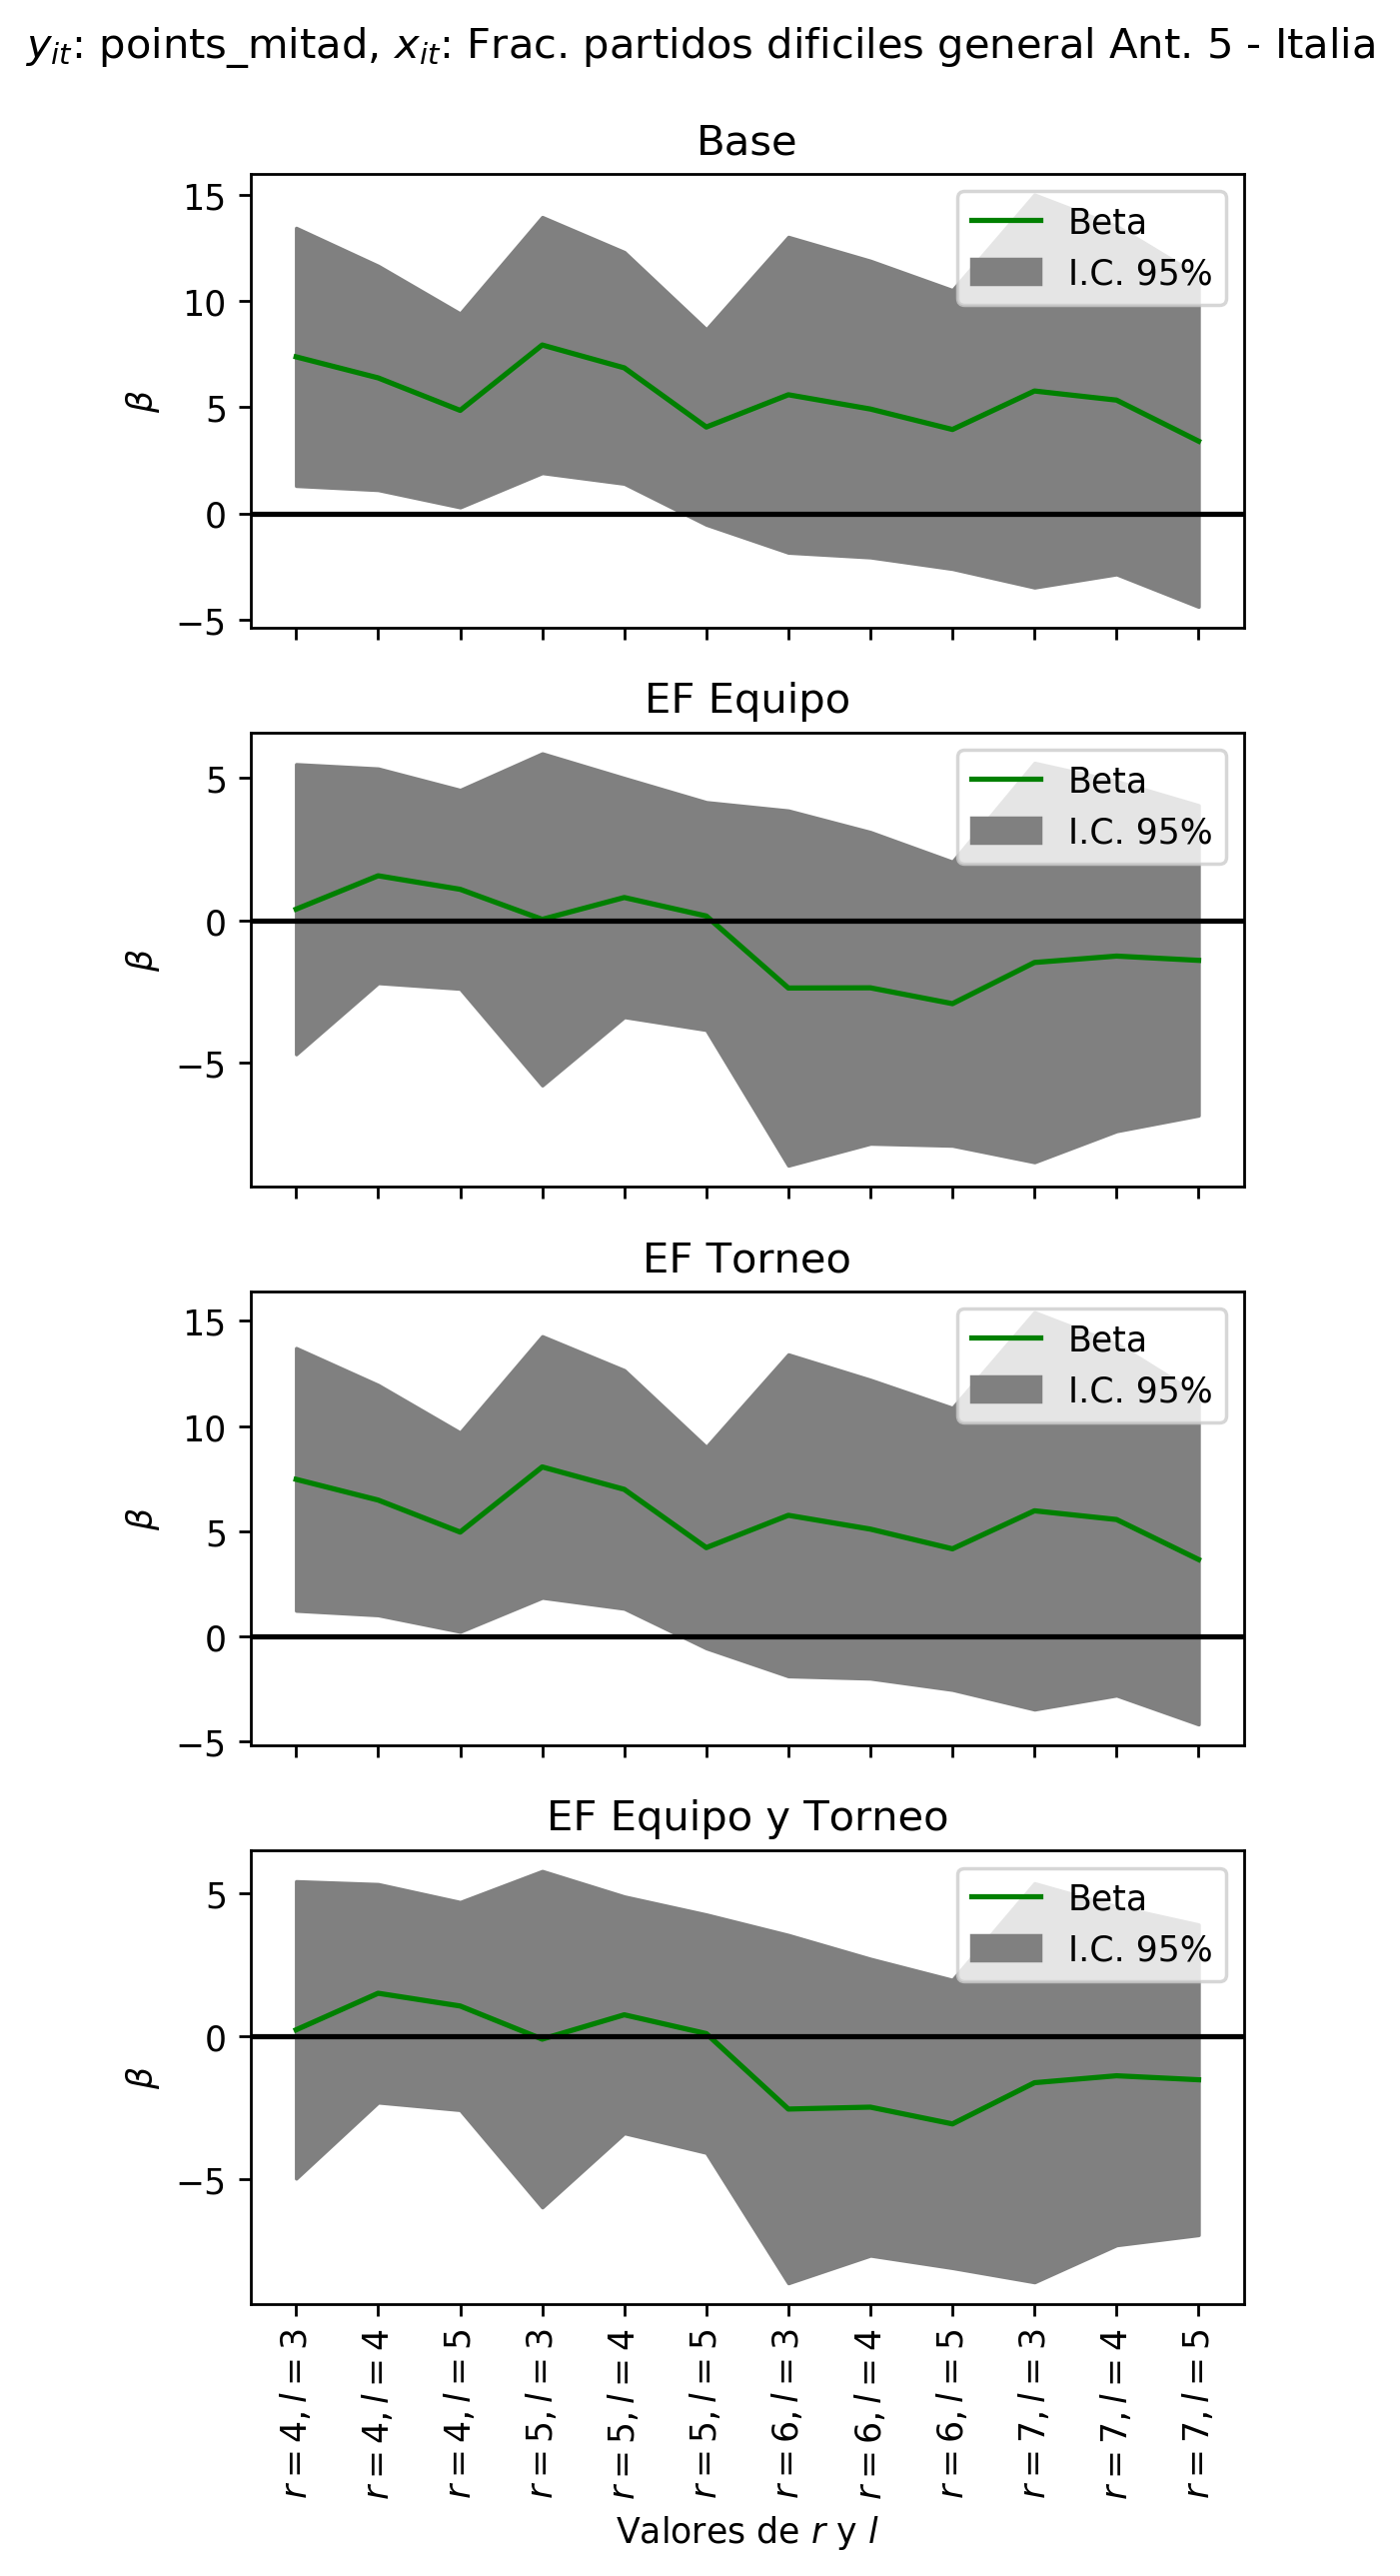 y_it: points_mitad, x_it: Frac. partidos dificiles general Ant. 5 - Italia
Base
15
10
5
0
−5
β
Beta
I.C. 95%
EF Equipo
5
0
−5
β
Beta
I.C. 95%
EF Torneo
15
10
5
0
−5
β
Beta
I.C. 95%
EF Equipo y Torneo
5
0
−5
β
Beta
I.C. 95%
r = 4, l = 3
r = 4, l = 4
r = 4, l = 5
r = 5, l = 3
r = 5, l = 4
r = 5, l = 5
r = 6, l = 3
r = 6, l = 4
r = 6, l = 5
r = 7, l = 3
r = 7, l = 4
r = 7, l = 5
Valores de r y l